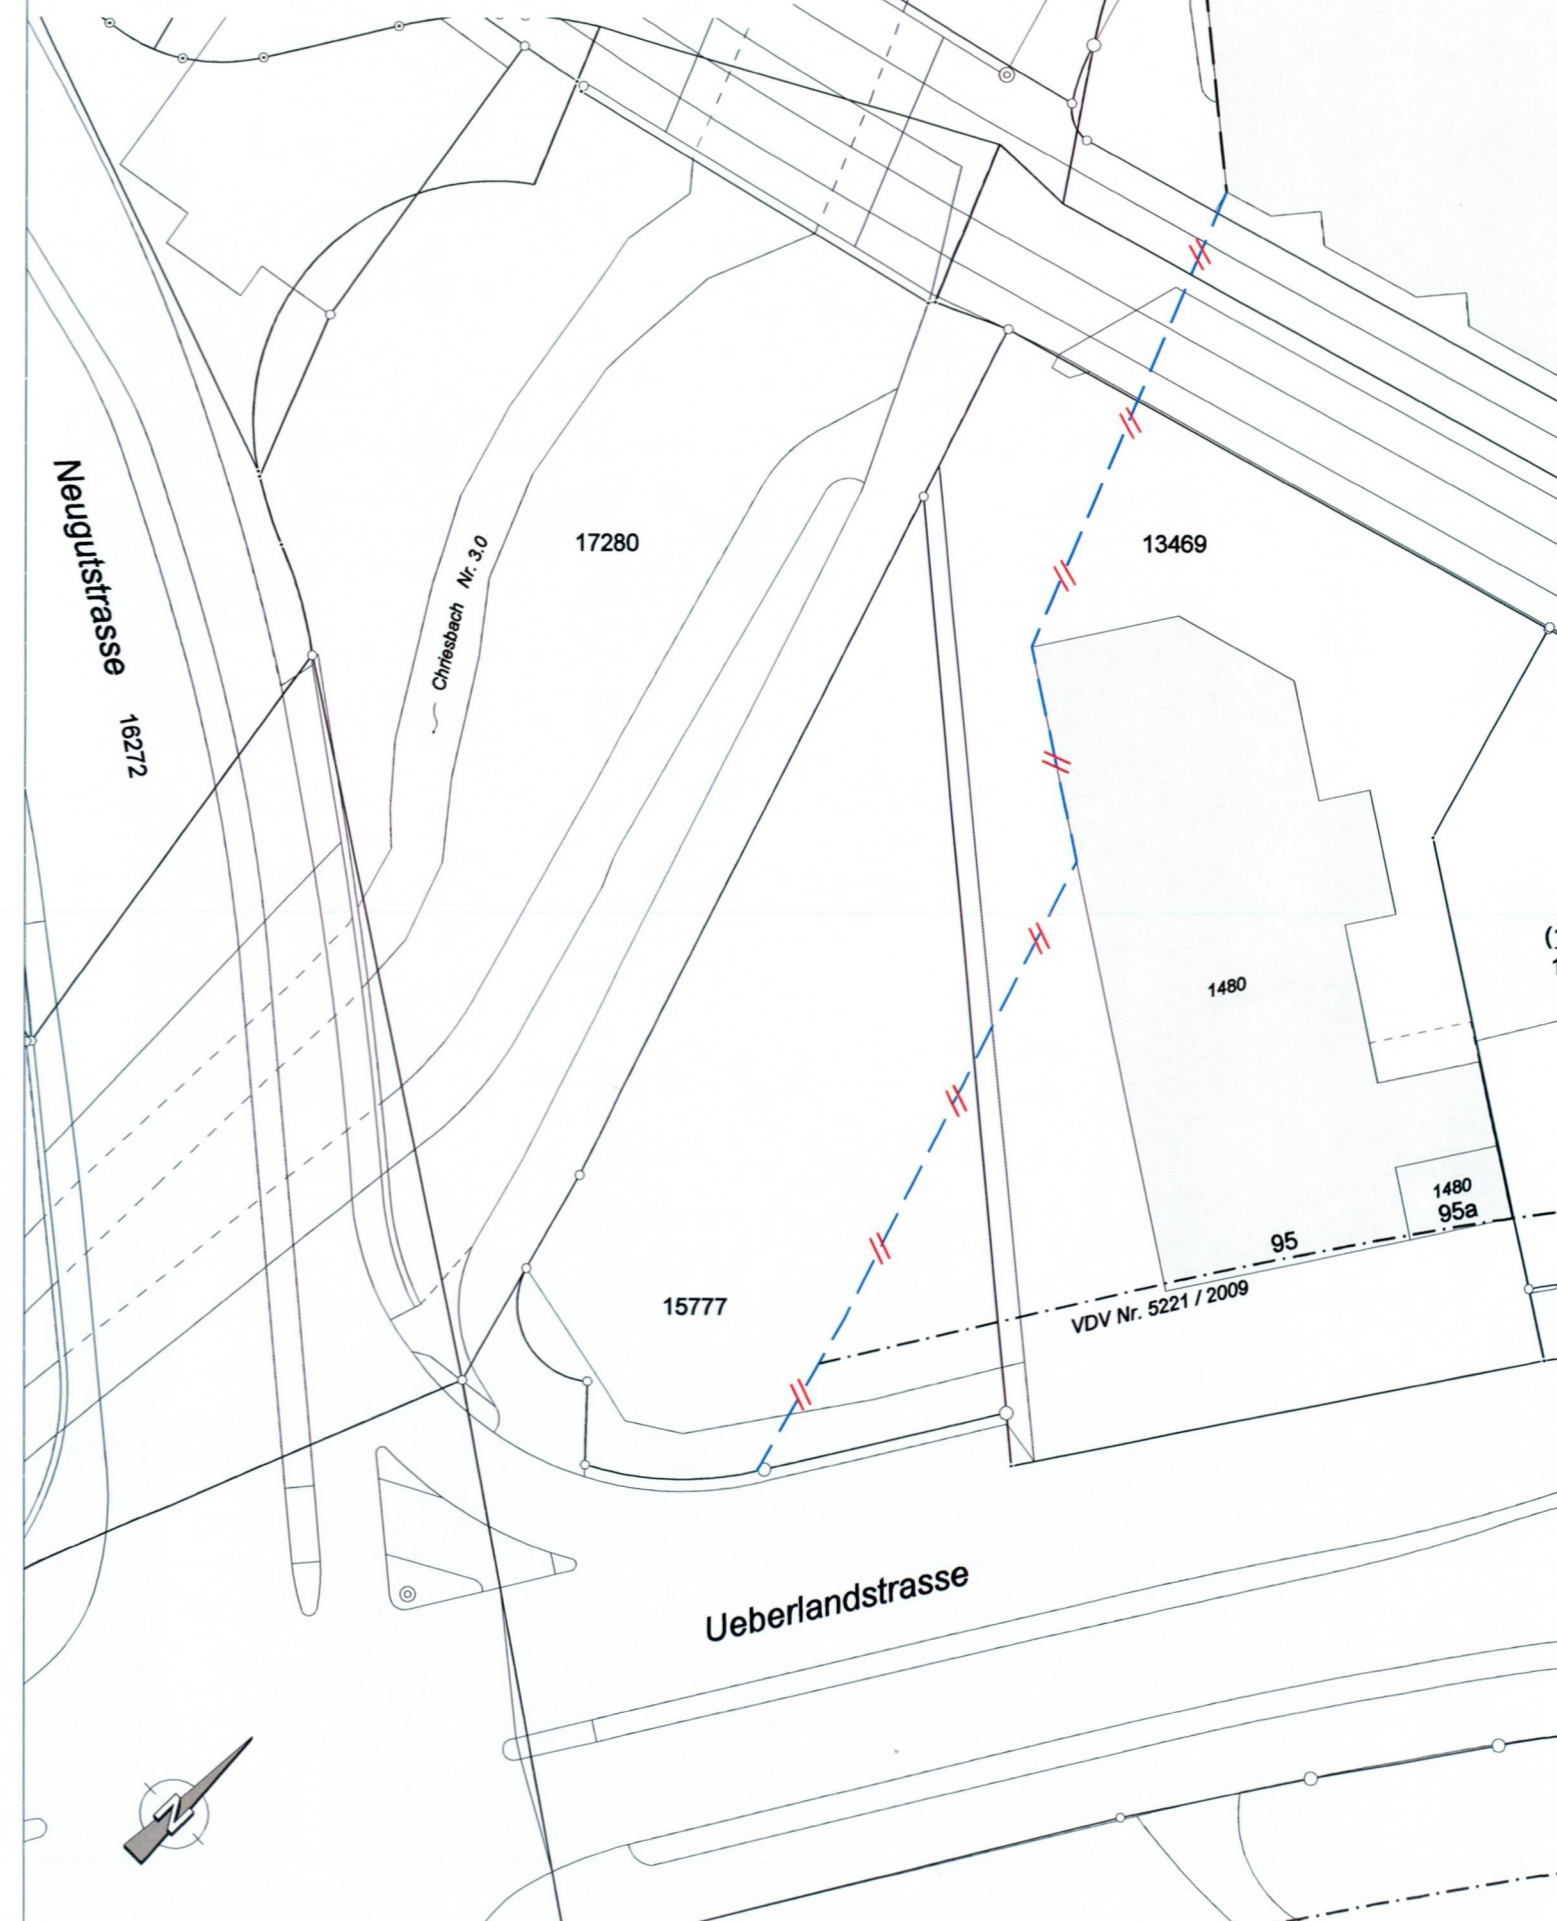 Neugutstrasse
16272
Chriesbach Nr. 3.0
17280
13469
1480
1480
95a
95
VDV Nr. 5221 / 2009
15777
Ueberlandstrasse
N